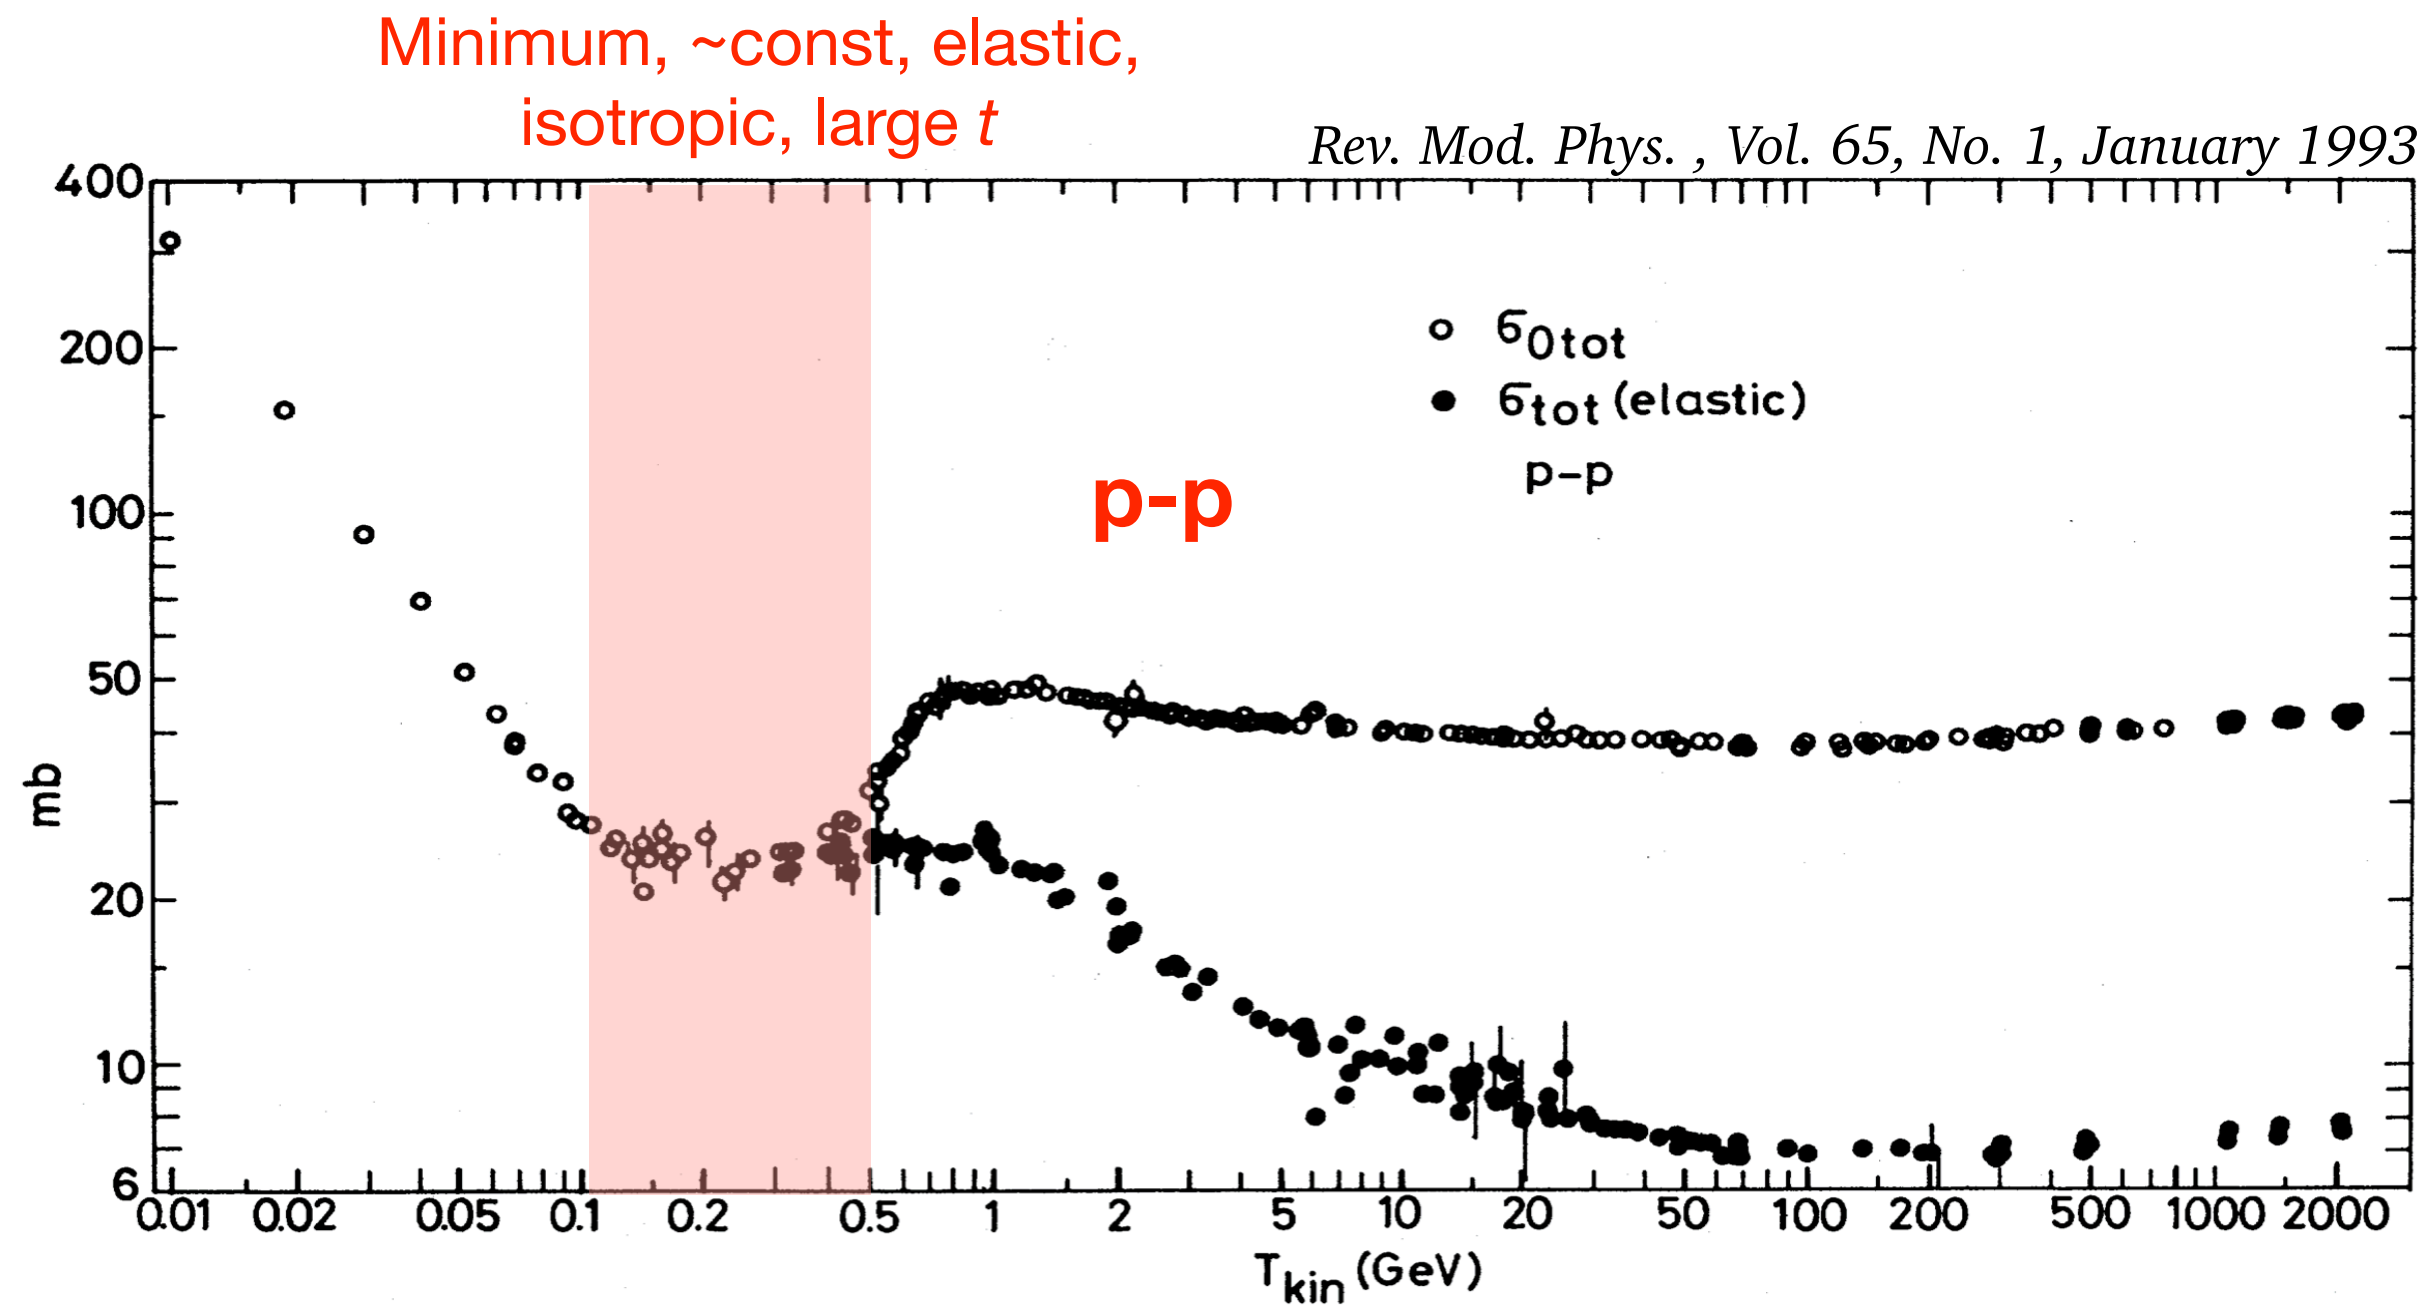 Minimum, ~const, elastic,
isotropic, large t
Rev. Mod. Phys. , Vol. 65, No. 1, January 1993
400
200
100
50
20
10
6
mb
σ0tot
σtot (elastic)
p-p
p-p
0.01 0.02 0.05 0.1 0.2 0.5 1 2 5 10 20 50 100 200 500 1000 2000
Tkin (GeV)